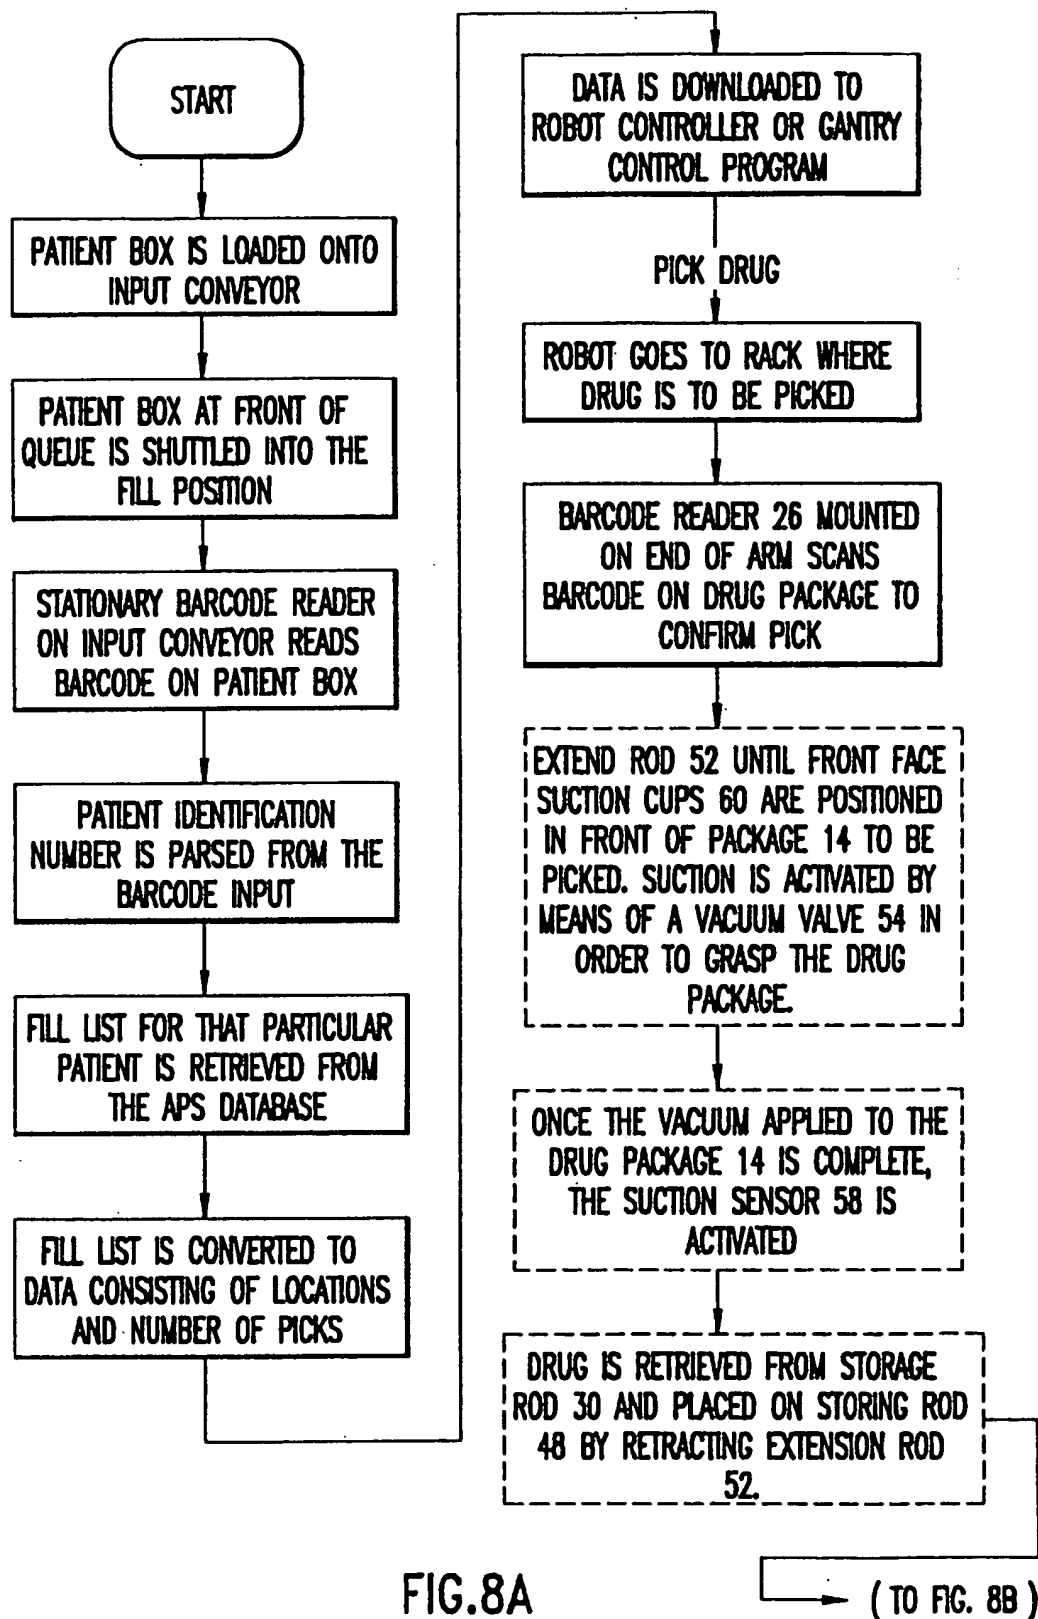 START
PATIENT BOX IS LOADED ONTO
INPUT CONVEYOR
PATIENT BOX AT FRONT OF
QUEUE IS SHUTTLED INTO THE
FILL POSITION
STATIONARY BARCODE READER
ON INPUT CONVEYOR READS
BARCODE ON PATIENT BOX
PATIENT IDENTIFICATION
NUMBER IS PARSED FROM THE
BARCODE INPUT
FILL LIST FOR THAT PARTICULAR
PATIENT IS RETRIEVED FROM
THE APS DATABASE
FILL LIST IS CONVERTED TO
DATA CONSISTING OF LOCATIONS
AND NUMBER OF PICKS
DATA IS DOWNLOADED TO
ROBOT CONTROLLER OR GANTRY
CONTROL PROGRAM
PICK DRUG
ROBOT GOES TO RACK WHERE
DRUG IS TO BE PICKED
BARCODE READER 26 MOUNTED
ON END OF ARM SCANS
BARCODE ON DRUG PACKAGE TO
CONFIRM PICK
EXTEND ROD 52 UNTIL FRONT FACE
SUCTION CUPS 60 ARE POSITIONED
IN FRONT OF PACKAGE 14 TO BE
PICKED. SUCTION IS ACTIVATED BY
MEANS OF A VACUUM VALVE 54 IN
ORDER TO GRASP THE DRUG
PACKAGE.
ONCE THE VACUUM APPLIED TO THE
DRUG PACKAGE 14 IS COMPLETE,
THE SUCTION SENSOR 58 IS
ACTIVATED
DRUG IS RETRIEVED FROM STORAGE
ROD 30 AND PLACED ON STORING ROD
48 BY RETRACTING EXTENSION ROD
52.
(TO FIG. 8B)
FIG.8A